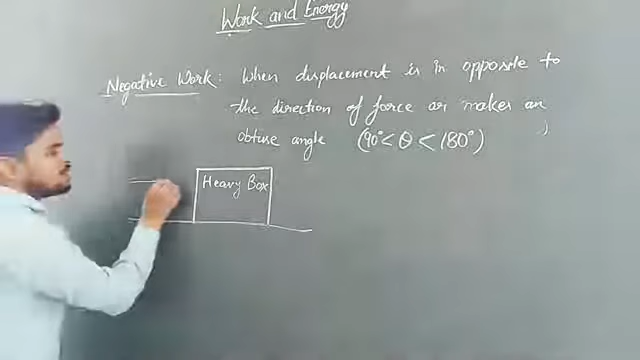 Work and Energy
Negative Work: When displacement is in opposite to
the direction of force or makes an
obtuse angle (90° < θ < 180°)
Heavy Box